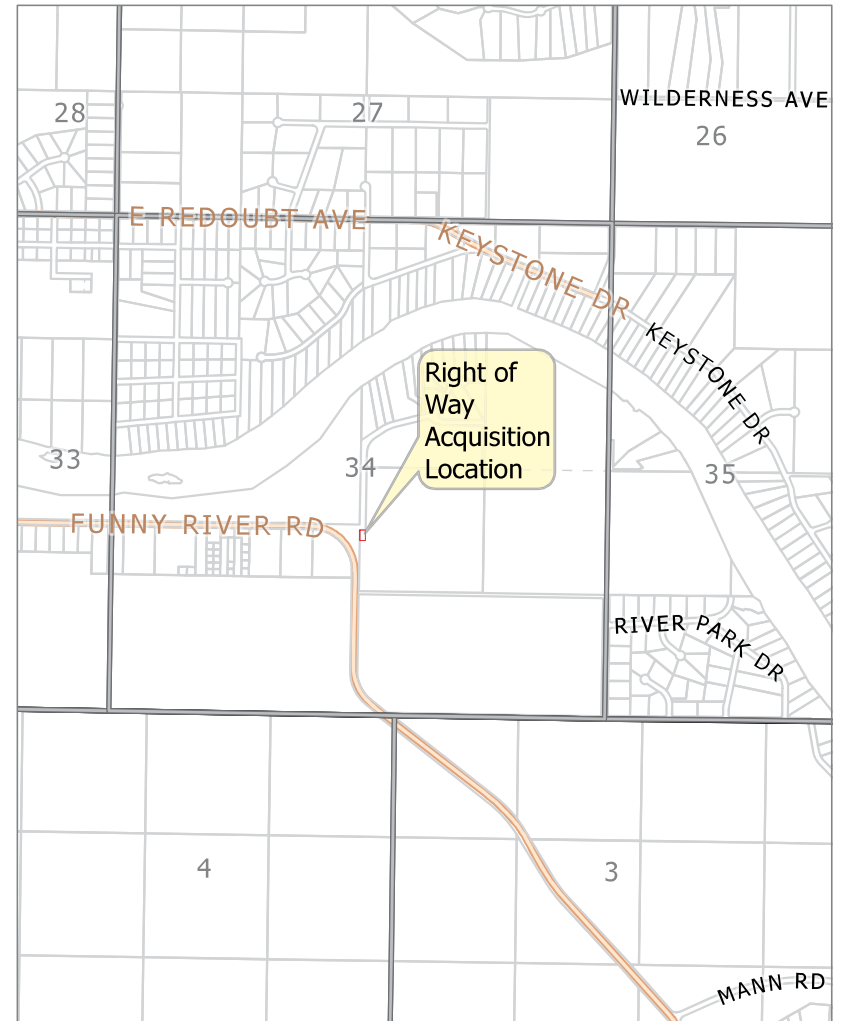 WILDERNESS AVE
28
27
26
E REDOUBT AVE
KEYSTONE DR
KEYSTONE DR
Right of
Way
Acquisition
Location
33
34
35
FUNNY RIVER RD
RIVER PARK DR
4
3
MANN RD